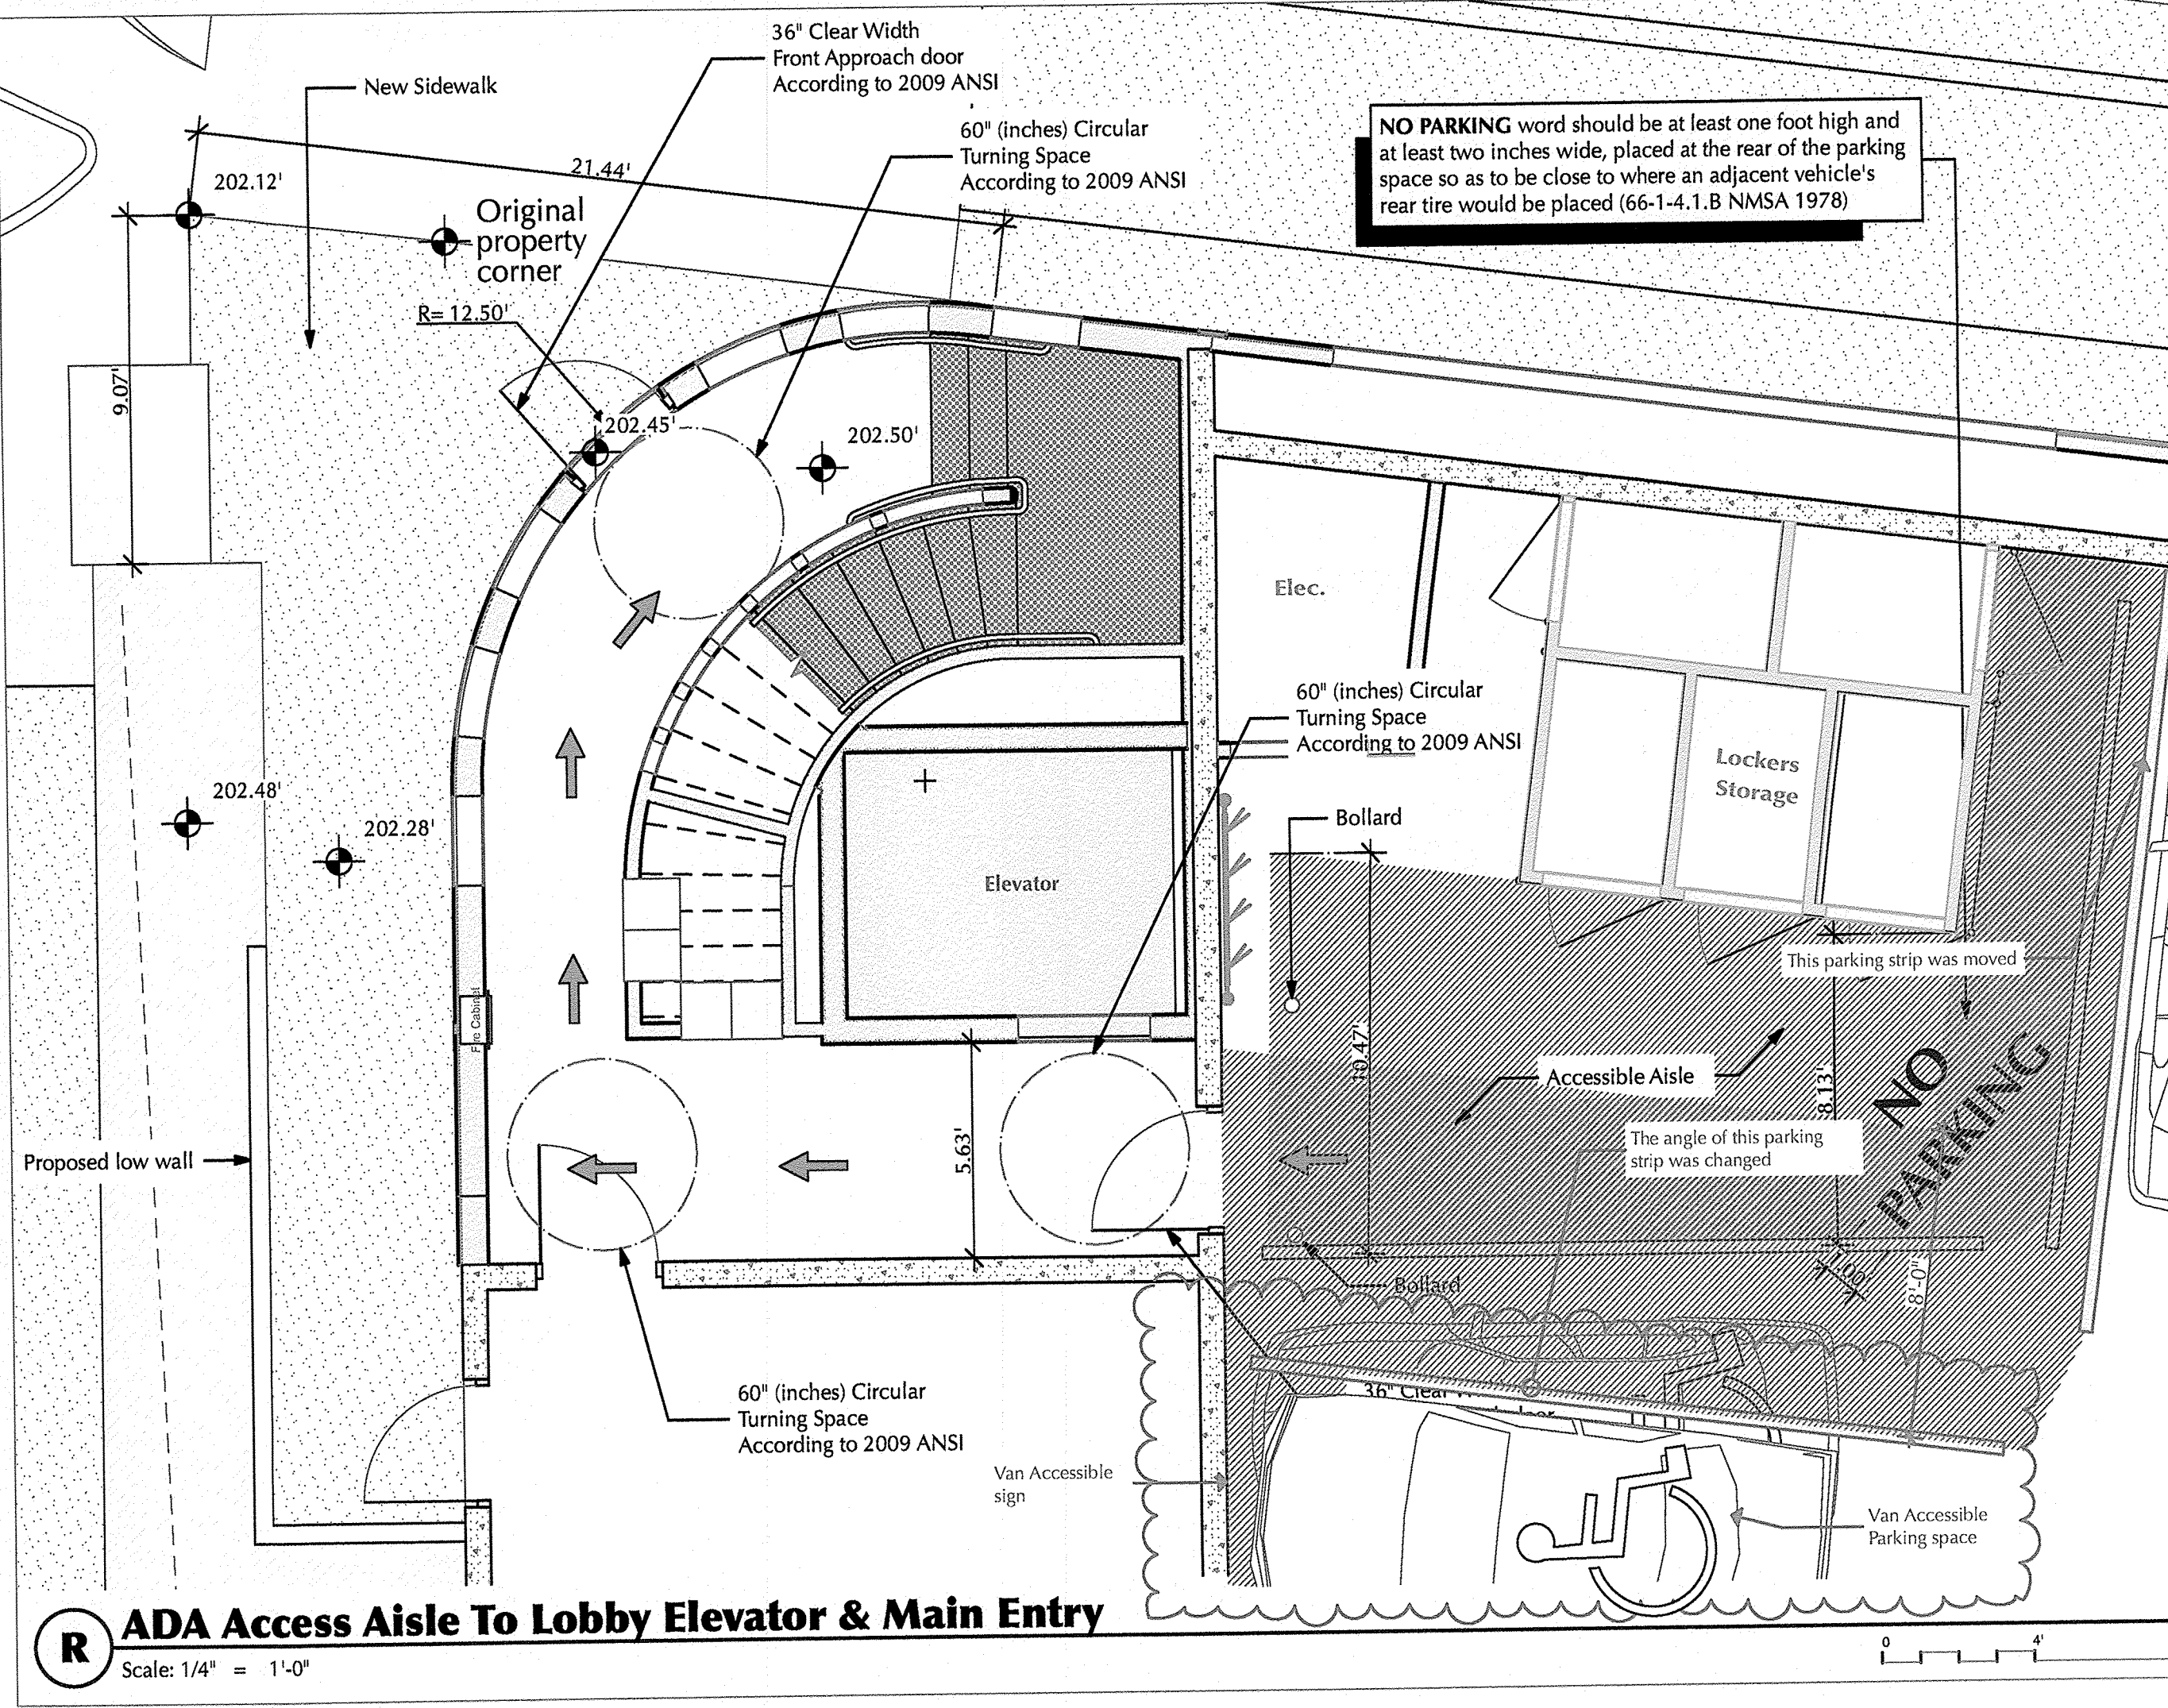 36" Clear Width
Front Approach door
According to 2009 ANSI
New Sidewalk
60" (inches) Circular
Turning Space
According to 2009 ANSI
NO PARKING word should be at least one foot high and
at least two inches wide, placed at the rear of the parking
space so as to be close to where an adjacent vehicle's
rear tire would be placed (66-1-4.1.B NMSA 1978)
21.44'
202.12'
Original
property
corner
R= 12.50'
9.07'
202.45'
202.50'
Elec.
60" (inches) Circular
Turning Space
According to 2009 ANSI
Lockers
Storage
202.48'
202.28'
Bollard
Elevator
This parking strip was moved
Fire Cabinet
10.47'
Accessible Aisle
8.13'
NO
PARKING
The angle of this parking
strip was changed
5.63'
Proposed low wall
Bollard
8'-0"
36" Clear
60" (inches) Circular
Turning Space
According to 2009 ANSI
Van Accessible
sign
Van Accessible
Parking space
R
ADA Access Aisle To Lobby Elevator & Main Entry
Scale: 1/4" = 1'-0"
0 4'